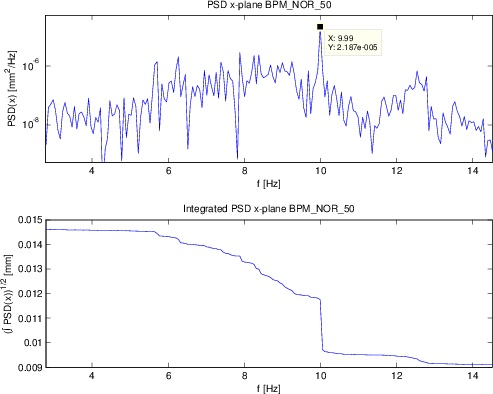 PSD x-plane BPM_NOR_50
X: 9.99
Y: 2.187e-005
10-6
10-8
PSD(x) [mm2/Hz]
4 6 8 10 12 14
f [Hz]
Integrated PSD x-plane BPM_NOR_50
0.015
0.014
0.013
0.012
0.011
0.01
0.009
(∫ PSD(x))1/2 [mm]
4 6 8 10 12 14
f [Hz]